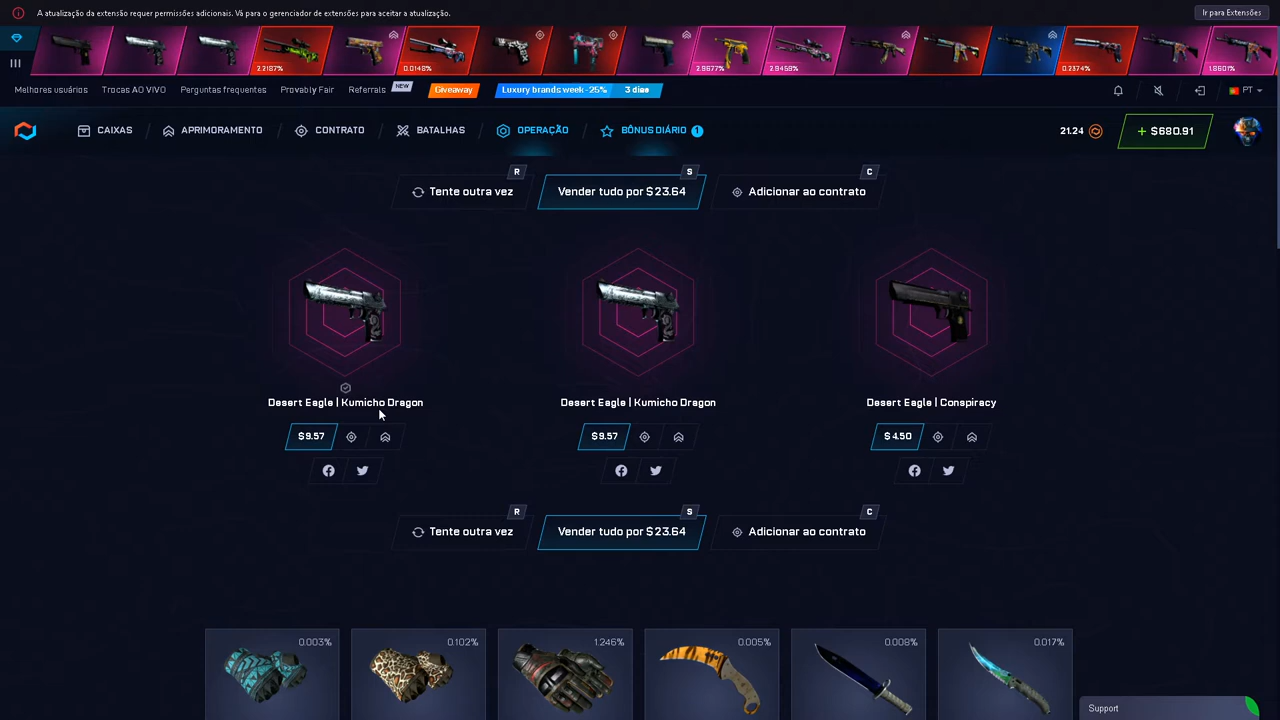 A atualização da extensão requer permissões adicionais. Vá para o gerenciador de extensões para aceitar a atualização.
Ir para Extensões
2.2187%
0.0148%
2.9677%
2.9459%
0.2374%
1.8601%
Melhores usuários
Trocas AO VIVO
Perguntas frequentes
Provably Fair
Referrals
NEW
Giveaway
Luxury brands week -25%
3 dies
PT
CAIXAS
APRIMORAMENTO
CONTRATO
BATALHAS
OPERAÇÃO
BÔNUS DIÁRIO
1
21.24
+ $680.91
Tente outra vez
R
Vender tudo por $23.64
S
Adicionar ao contrato
C
Desert Eagle | Kumicho Dragon
Desert Eagle | Kumicho Dragon
Desert Eagle | Conspiracy
$9.57
$9.57
$4.50
Tente outra vez
R
Vender tudo por $23.64
S
Adicionar ao contrato
C
0.003%
0.102%
1.246%
0.005%
0.008%
0.017%
Support